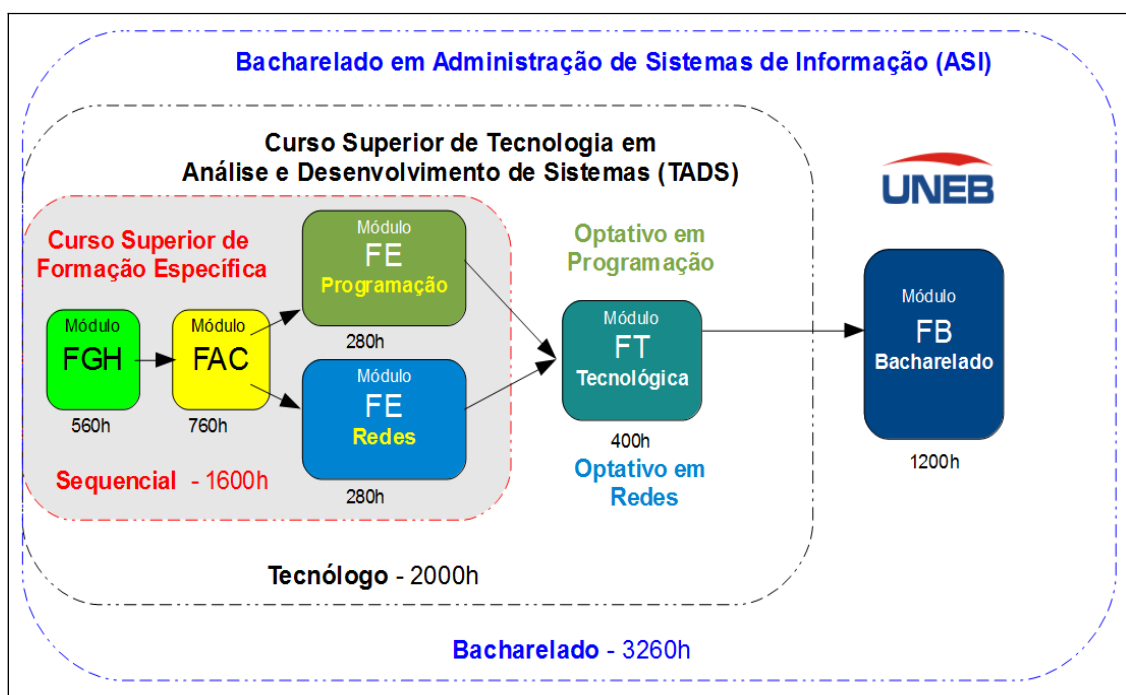 Bacharelado em Administração de Sistemas de Informação (ASI)
Curso Superior de Tecnologia em
Análise e Desenvolvimento de Sistemas (TADS)
UNEB
Curso Superior de
Formação Específica
Módulo
FGH
560h
Módulo
FAC
760h
Módulo
FE
Programação
280h
Módulo
FE
Redes
280h
Sequencial - 1600h
Optativo em
Programação
Módulo
FT
Tecnológica
400h
Optativo em
Redes
Módulo
FB
Bacharelado
1200h
Tecnólogo - 2000h
Bacharelado - 3260h